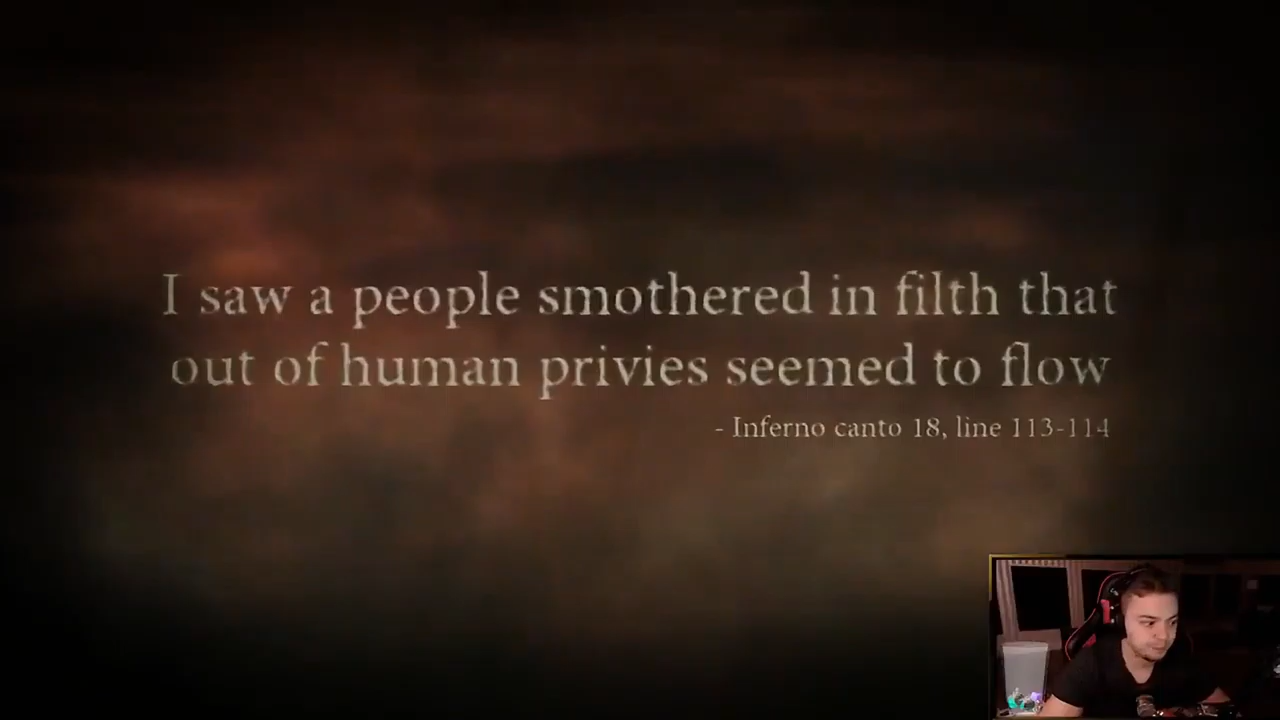 I saw a people smothered in filth that
out of human privies seemed to flow
- Inferno canto 18, line 113-114